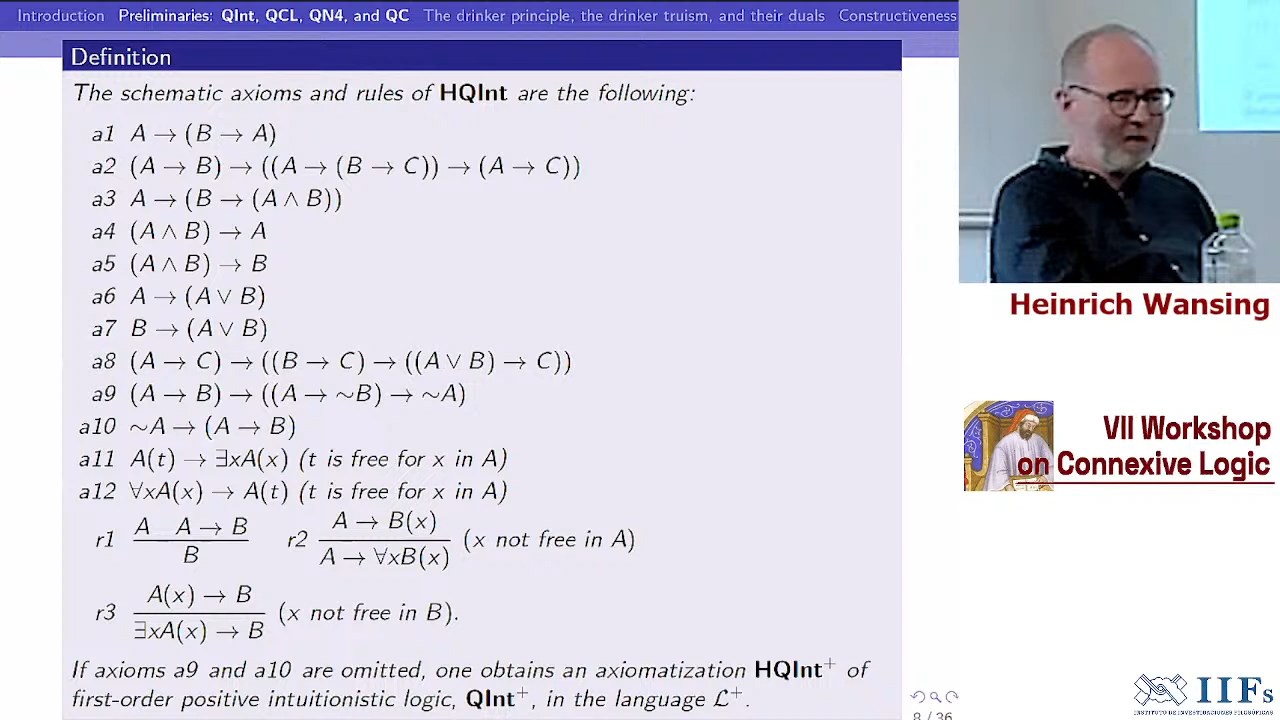 Introduction Preliminaries: QInt, QCL, QN4, and QC The drinker principle, the drinker truism, and their duals Constructiveness
Definition
The schematic axioms and rules of HQInt are the following:
a1 A → (B → A)
a2 (A → B) → ((A → (B → C)) → (A → C))
a3 A → (B → (A ∧ B))
a4 (A ∧ B) → A
a5 (A ∧ B) → B
a6 A → (A ∨ B)
a7 B → (A ∨ B)
a8 (A → C) → ((B → C) → ((A ∨ B) → C))
a9 (A → B) → ((A → ∼B) → ∼A)
a10 ∼A → (A → B)
a11 A(t) → ∃xA(x) (t is free for x in A)
a12 ∀xA(x) → A(t) (t is free for x in A)
r1 A A → B / B r2 A → B(x) / A → ∀xB(x) (x not free in A)
r3 A(x) → B / ∃xA(x) → B (x not free in B).
If axioms a9 and a10 are omitted, one obtains an axiomatization HQInt⁺ of
first-order positive intuitionistic logic, QInt⁺, in the language ℒ⁺.
8 / 36
Heinrich Wansing
VII Workshop
on Connexive Logic
IIFs
INSTITUTO DE INVESTIGACIONES FILOSÓFICAS